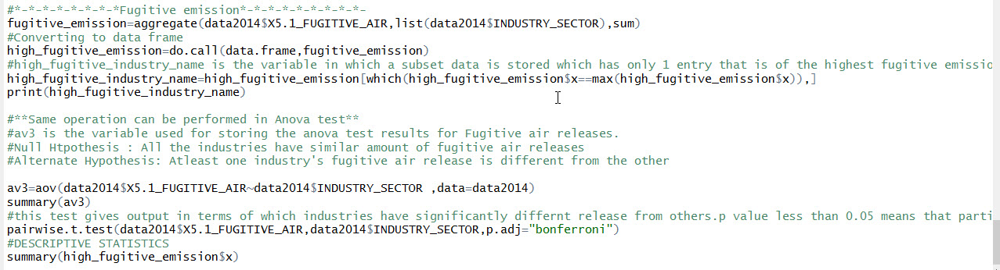 #*-*-*-*-*-*-*Fugitive emission*-*-*-*-*-*-*-*-
fugitive_emission=aggregate(data2014$X5.1_FUGITIVE_AIR,list(data2014$INDUSTRY_SECTOR),sum)
#Converting to data frame
high_fugitive_emission=do.call(data.frame,fugitive_emission)
#high_fugitive_industry_name is the variable in which a subset data is stored which has only 1 entry that is of the highest fugitive emissio
high_fugitive_industry_name=high_fugitive_emission[which(high_fugitive_emission$x==max(high_fugitive_emission$x)),]
print(high_fugitive_industry_name)
#**Same operation can be performed in Anova test**
#av3 is the variable used for storing the anova test results for Fugitive air releases.
#Null Htpothesis : All the industries have similar amount of fugitive air releases
#Alternate Hypothesis: Atleast one industry's fugitive air release is different from the other
av3=aov(data2014$X5.1_FUGITIVE_AIR~data2014$INDUSTRY_SECTOR ,data=data2014)
summary(av3)
#this test gives output in terms of which industries have significantly differnt release from others.p value less than 0.05 means that parti
pairwise.t.test(data2014$X5.1_FUGITIVE_AIR,data2014$INDUSTRY_SECTOR,p.adj="bonferroni")
#DESCRIPTIVE STATISTICS
summary(high_fugitive_emission$x)